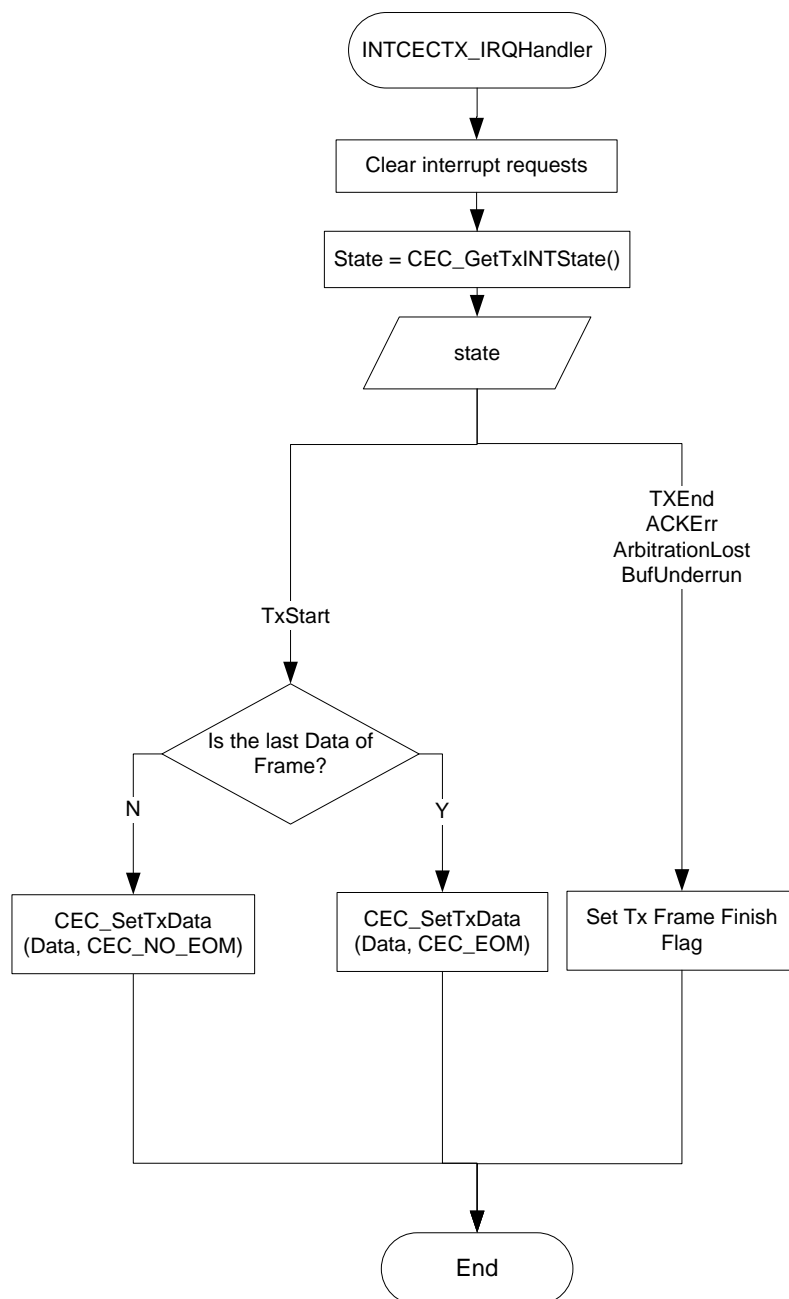 INTCECTX_IRQHandler
Clear interrupt requests
State = CEC_GetTxINTState()
state
TXEnd
ACKErr
ArbitrationLost
BufUnderrun
TxStart
Is the last Data of
Frame?
N
Y
CEC_SetTxData
(Data, CEC_NO_EOM)
CEC_SetTxData
(Data, CEC_EOM)
Set Tx Frame Finish
Flag
End